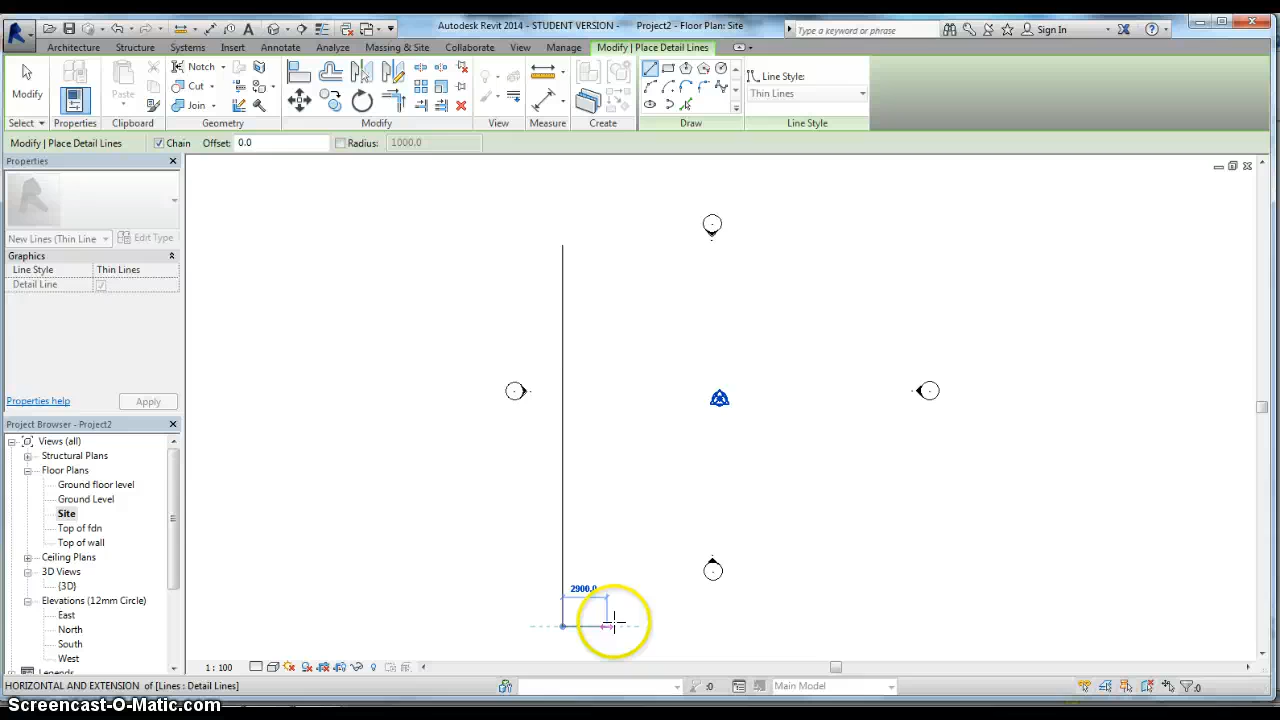 Autodesk Revit 2014 - STUDENT VERSION - Project2 - Floor Plan: Site
Type a keyword or phrase
Sign In
Architecture Structure Systems Insert Annotate Analyze Massing & Site Collaborate View Manage Modify | Place Detail Lines
Modify
Paste
Notch
Cut
Join
Line Style:
Thin Lines
Select Properties Clipboard Geometry Modify View Measure Create Draw Line Style
Modify | Place Detail Lines Chain Offset: 0.0 Radius: 1000.0
Properties
New Lines (Thin Line Edit Type
Graphics
Line Style Thin Lines
Detail Line
Properties help Apply
Project Browser - Project2
Views (all)
Structural Plans
Floor Plans
Ground floor level
Ground Level
Site
Top of fdn
Top of wall
Ceiling Plans
3D Views
{3D}
Elevations (12mm Circle)
East
North
South
West
Legends
2900.0
1 : 100
HORIZONTAL AND EXTENSION of [Lines : Detail Lines]
:0
Main Model
:0
Screencast-O-Matic.com